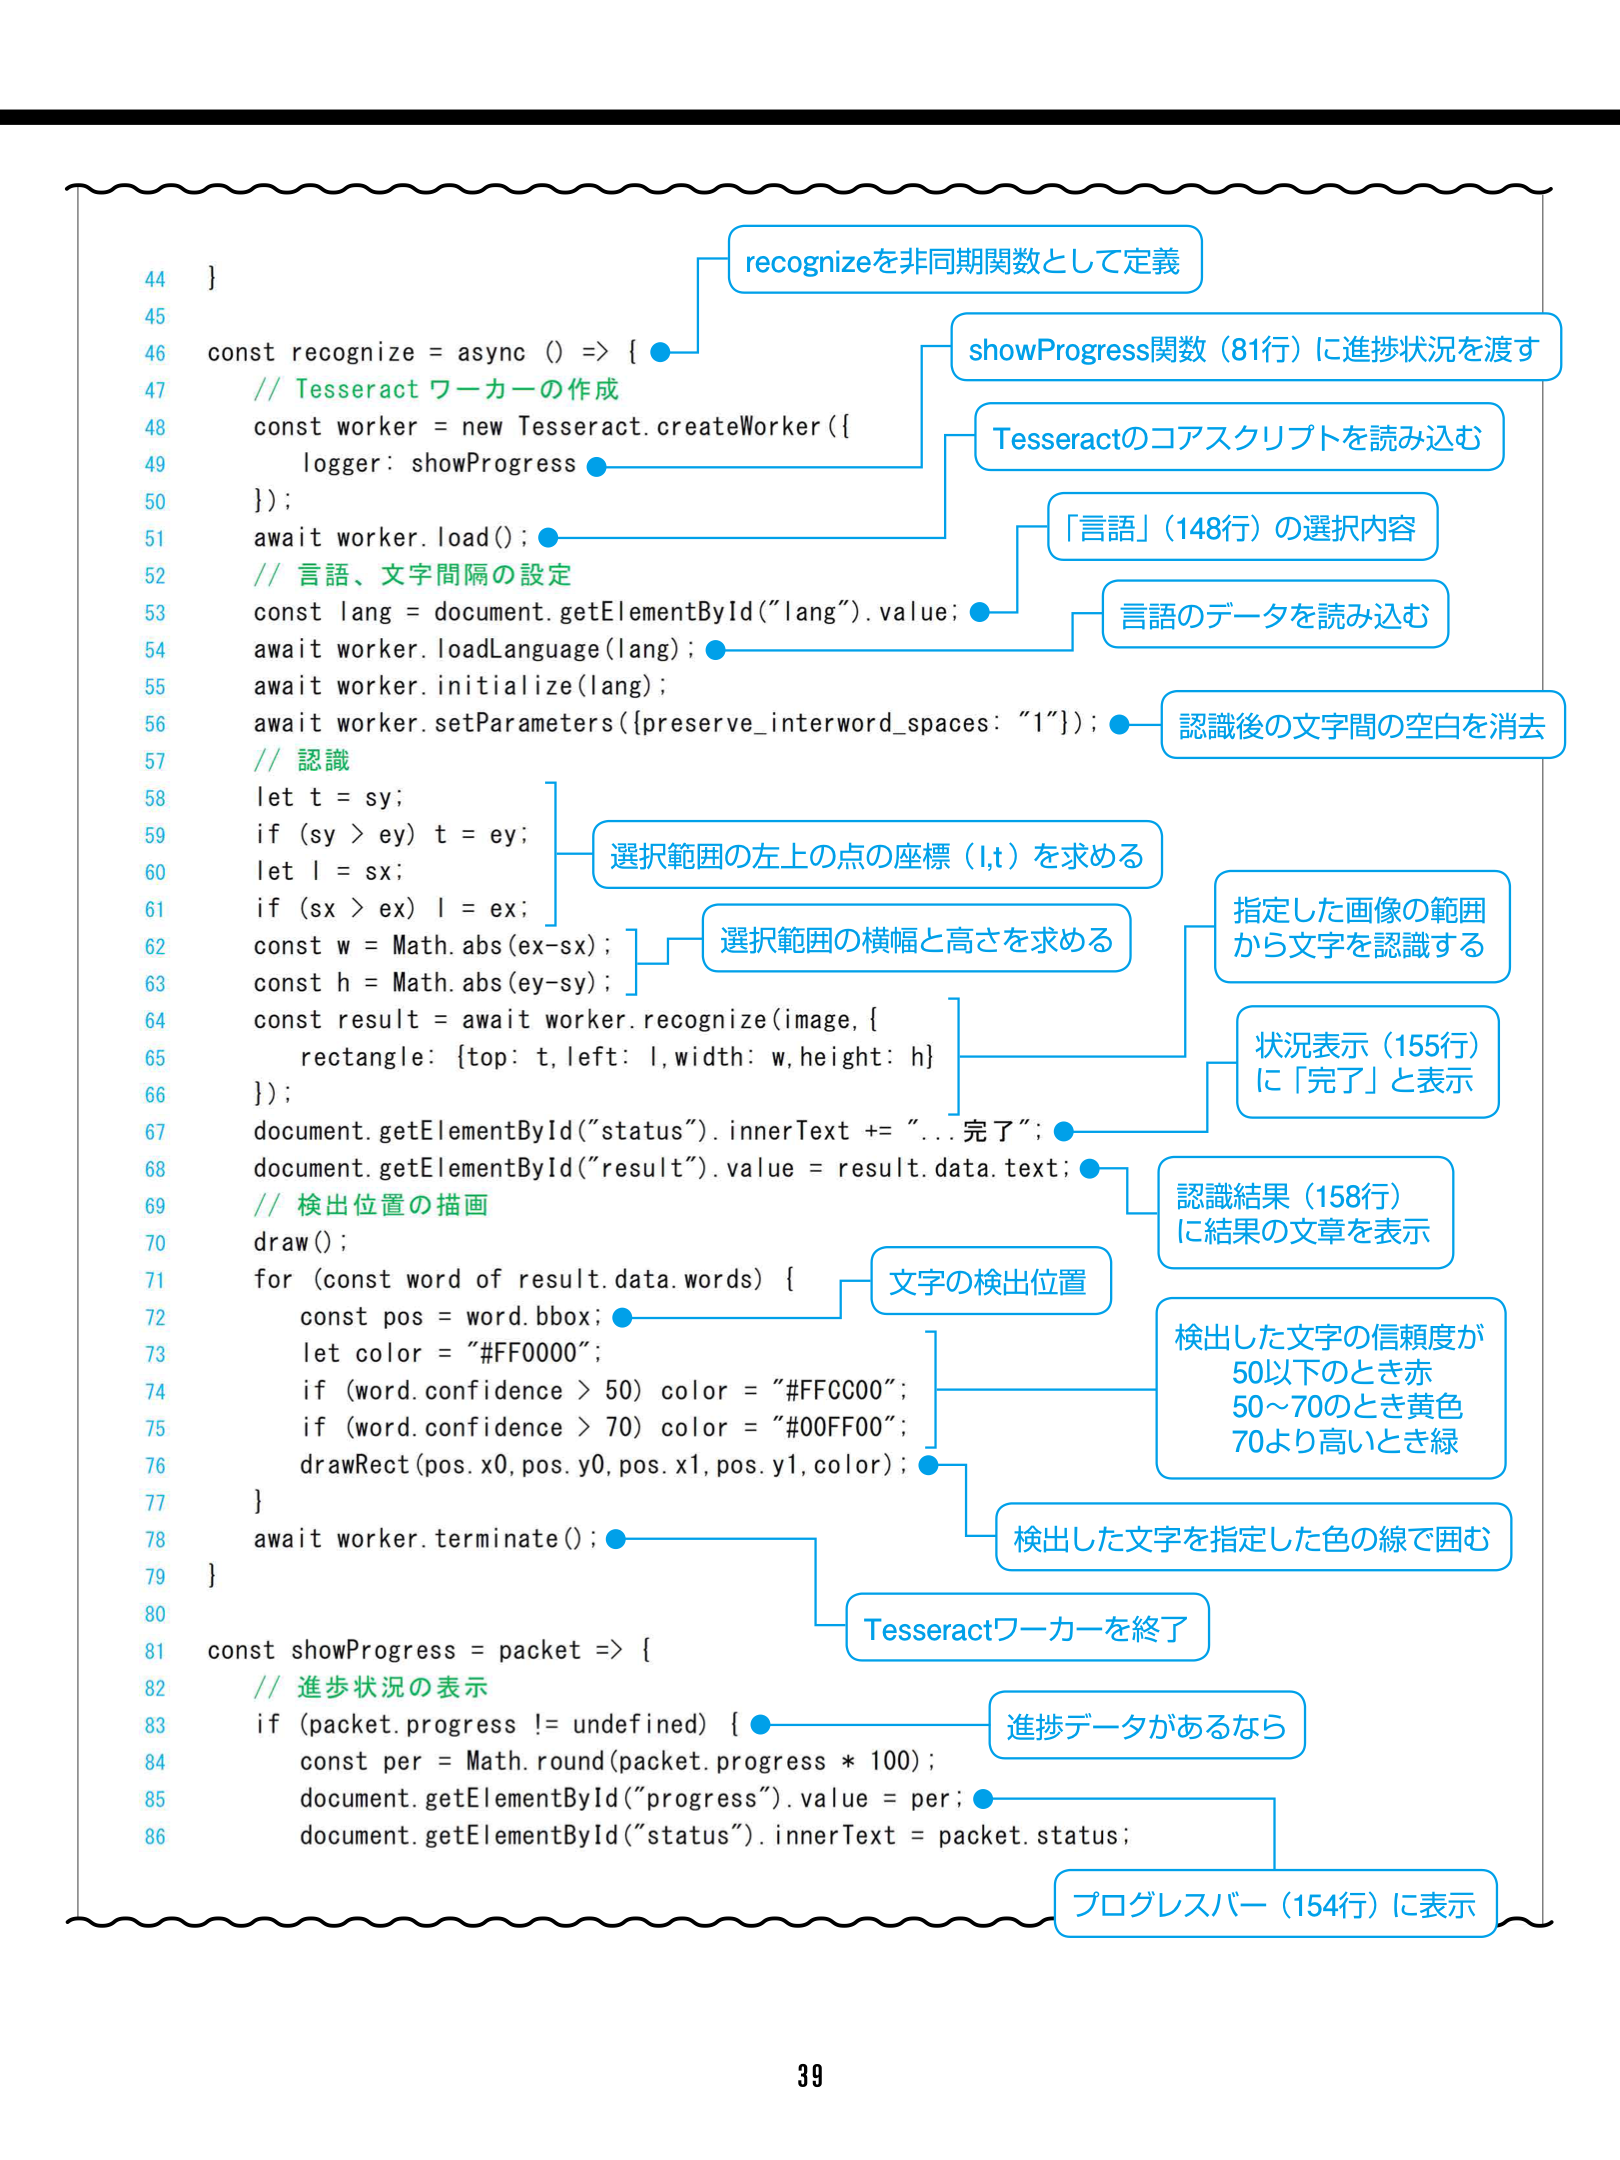 recognizeを非同期関数として定義
44 }
45
showProgress関数（81行）に進捗状況を渡す
46 const recognize = async () => {
47 // Tesseract ワーカーの作成
48 const worker = new Tesseract.createWorker({
Tesseractのコアスクリプトを読み込む
49 logger: showProgress
50 });
「言語」（148行）の選択内容
51 await worker.load();
52 // 言語、文字間隔の設定
53 const lang = document.getElementById("lang").value;
言語のデータを読み込む
54 await worker.loadLanguage(lang);
55 await worker.initialize(lang);
56 await worker.setParameters({preserve_interword_spaces: "1"});
認識後の文字間の空白を消去
57 // 認識
58 let t = sy;
59 if (sy > ey) t = ey;
選択範囲の左上の点の座標（l,t）を求める
60 let l = sx;
61 if (sx > ex) l = ex;
指定した画像の範囲
から文字を認識する
62 const w = Math.abs(ex-sx);
選択範囲の横幅と高さを求める
63 const h = Math.abs(ey-sy);
64 const result = await worker.recognize(image,{
65 rectangle: {top: t,left: l,width: w,height: h}
状況表示（155行）
に「完了」と表示
66 });
67 document.getElementById("status").innerText += "...完了";
68 document.getElementById("result").value = result.data.text;
認識結果（158行）
に結果の文章を表示
69 // 検出位置の描画
70 draw();
71 for (const word of result.data.words) {
文字の検出位置
72 const pos = word.bbox;
73 let color = "#FF0000";
検出した文字の信頼度が
50以下のとき赤
50～70のとき黄色
70より高いとき緑
74 if (word.confidence > 50) color = "#FFCC00";
75 if (word.confidence > 70) color = "#00FF00";
76 drawRect(pos.x0,pos.y0,pos.x1,pos.y1,color);
77 }
検出した文字を指定した色の線で囲む
78 await worker.terminate();
79 }
80
Tesseractワーカーを終了
81 const showProgress = packet => {
82 // 進歩状況の表示
83 if (packet.progress != undefined) {
進捗データがあるなら
84 const per = Math.round(packet.progress * 100);
85 document.getElementById("progress").value = per;
86 document.getElementById("status").innerText = packet.status;
プログレスバー（154行）に表示
39